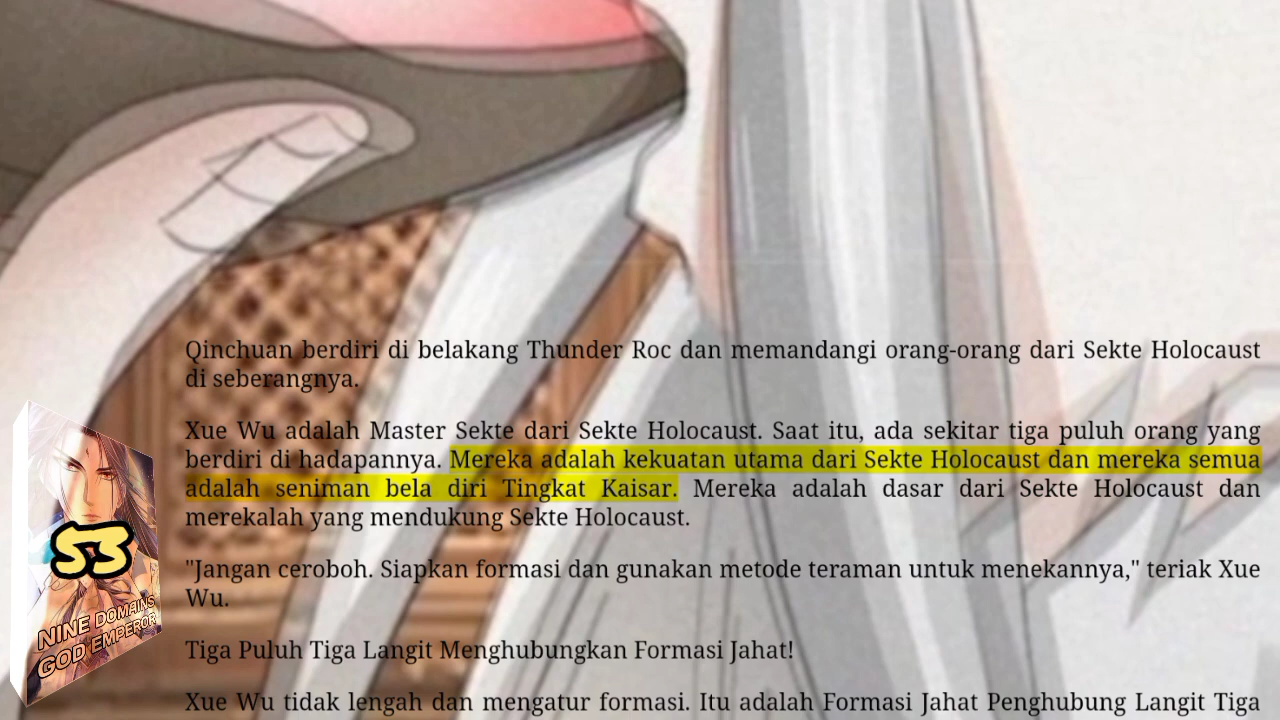 Qinchuan berdiri di belakang Thunder Roc dan memandangi orang-orang dari Sekte Holocaust
di seberangnya.
Xue Wu adalah Master Sekte dari Sekte Holocaust. Saat itu, ada sekitar tiga puluh orang yang
berdiri di hadapannya. Mereka adalah kekuatan utama dari Sekte Holocaust dan mereka semua
adalah seniman bela diri Tingkat Kaisar. Mereka adalah dasar dari Sekte Holocaust dan
merekalah yang mendukung Sekte Holocaust.
"Jangan ceroboh. Siapkan formasi dan gunakan metode teraman untuk menekannya," teriak Xue
Wu.
Tiga Puluh Tiga Langit Menghubungkan Formasi Jahat!
Xue Wu tidak lengah dan mengatur formasi. Itu adalah Formasi Jahat Penghubung Langit Tiga
53
NINE DOMAINS
GOD EMPEROR